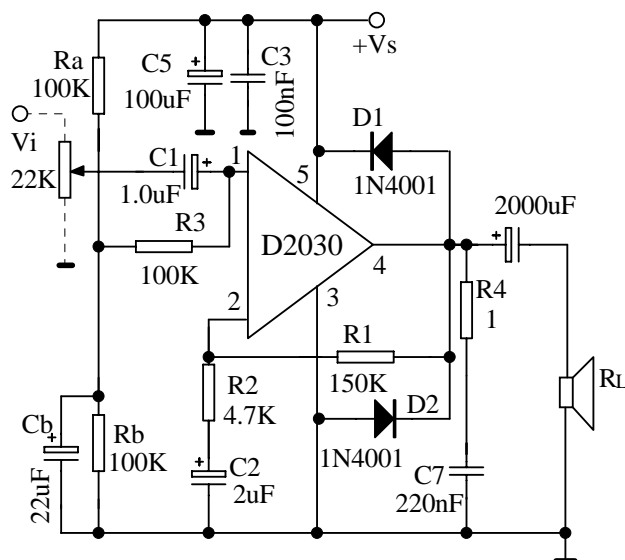 +Vs
Ra
100K
C5
+
100uF
C3
100nF
D1
1N4001
Vi
22K
C1
+
1.0uF
1
5
2000uF
+
R3
100K
D2030
4
2
3
R4
1
R1
150K
R2
4.7K
D2
1N4001
RL
Cb
+
22uF
Rb
100K
+
C2
2uF
C7
220nF